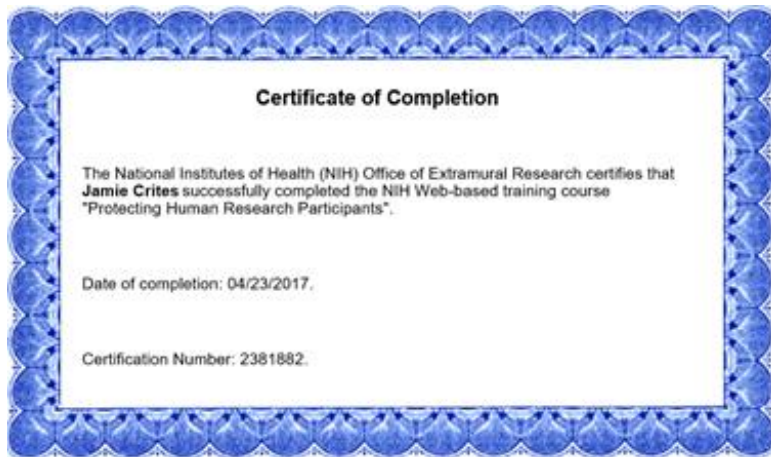 Certificate of Completion
The National Institutes of Health (NIH) Office of Extramural Research certifies that
Jamie Crites successfully completed the NIH Web-based training course
"Protecting Human Research Participants".
Date of completion: 04/23/2017.
Certification Number: 2381882.